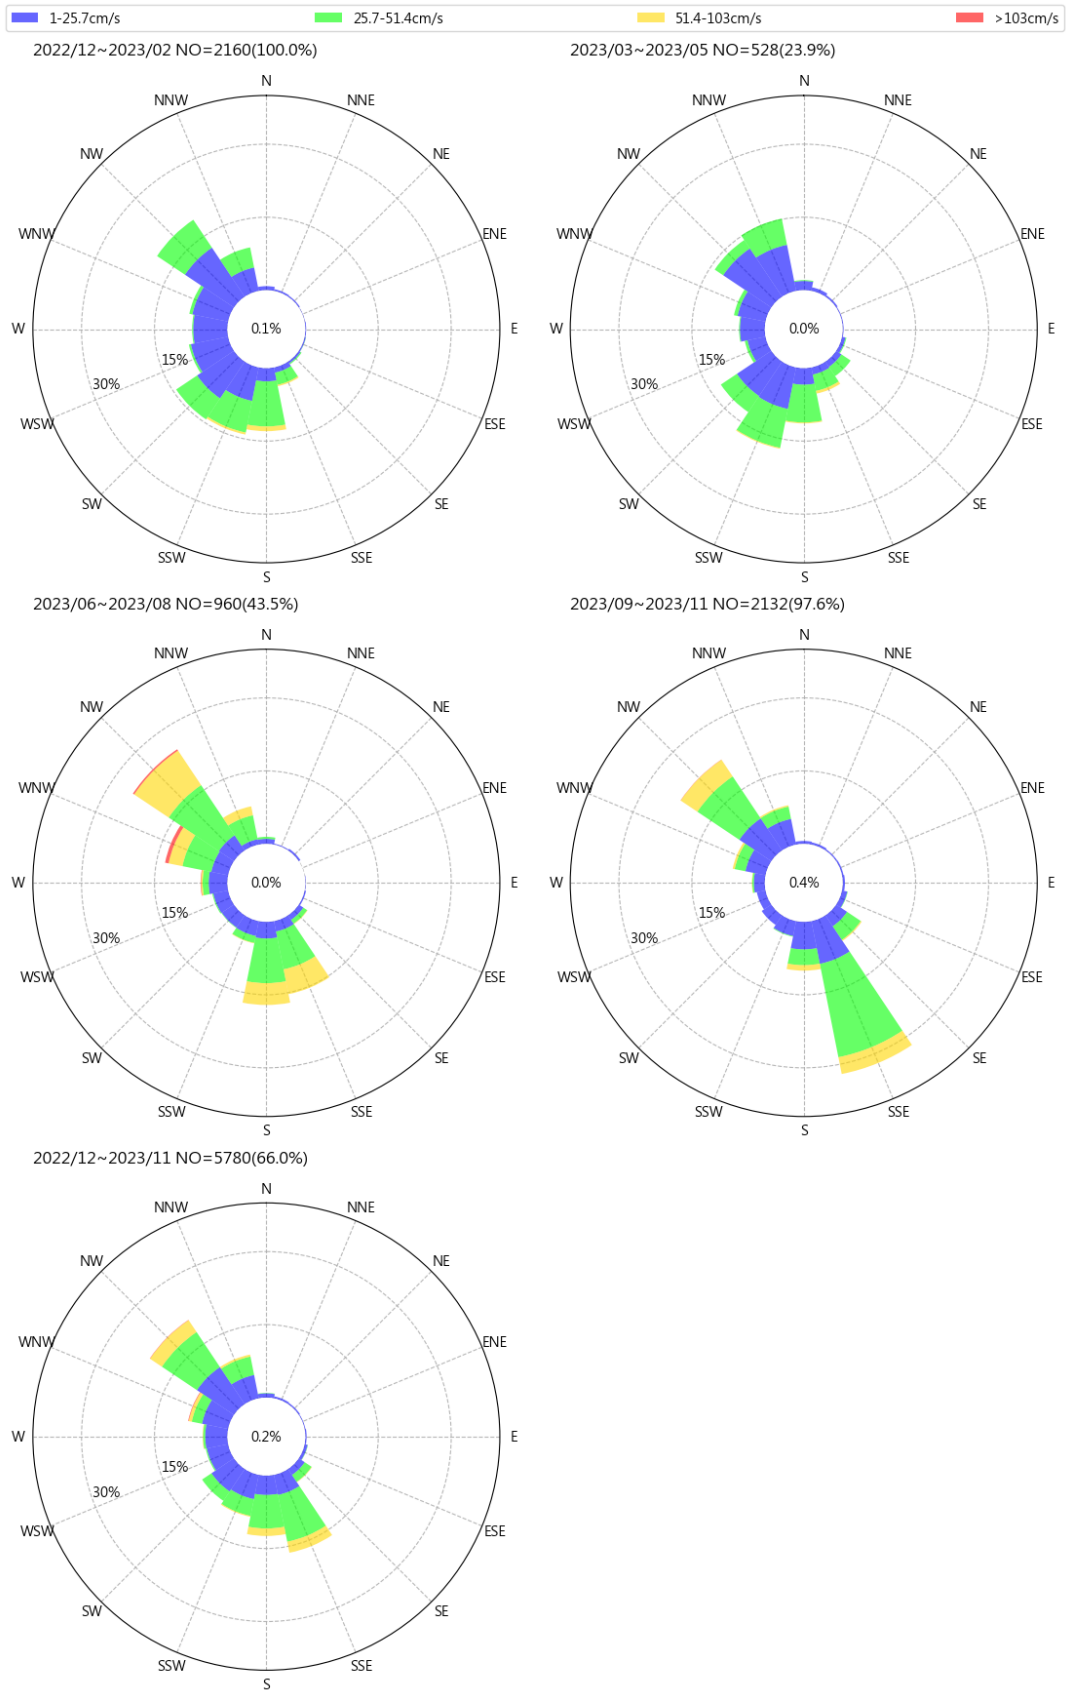 1-25.7cm/s 25.7-51.4cm/s 51.4-103cm/s >103cm/s
2022/12~2023/02 NO=2160(100.0%)
N
NNW NNE
NW NE
WNW ENE
W 0.1% E
15%
30%
WSW ESE
SW SE
SSW SSE
S
2023/03~2023/05 NO=528(23.9%)
N
NNW NNE
NW NE
WNW ENE
W 0.0% E
15%
30%
WSW ESE
SW SE
SSW SSE
S
2023/06~2023/08 NO=960(43.5%)
N
NNW NNE
NW NE
WNW ENE
W 0.0% E
15%
30%
WSW ESE
SW SE
SSW SSE
S
2023/09~2023/11 NO=2132(97.6%)
N
NNW NNE
NW NE
WNW ENE
W 0.4% E
15%
30%
WSW ESE
SW SE
SSW SSE
S
2022/12~2023/11 NO=5780(66.0%)
N
NNW NNE
NW NE
WNW ENE
W 0.2% E
15%
30%
WSW ESE
SW SE
SSW SSE
S